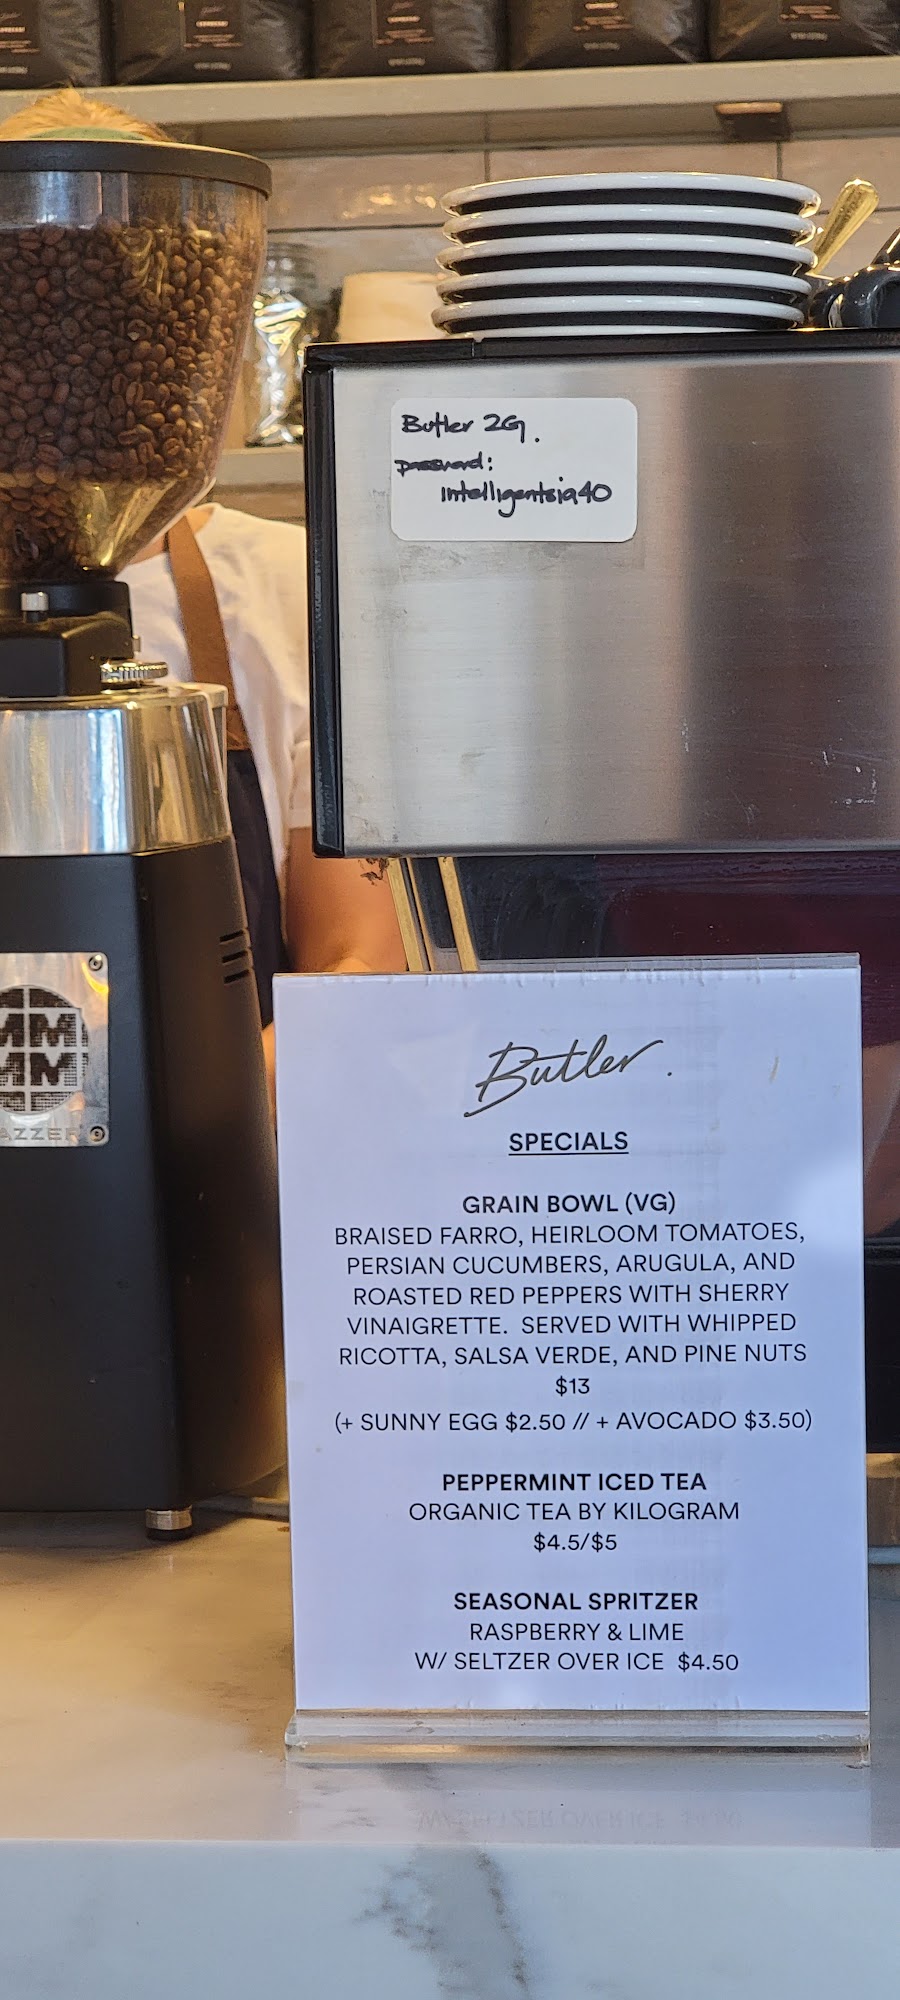 Butler 2G.
password:
intelligentsia40
Butler.
SPECIALS
GRAIN BOWL (VG)
BRAISED FARRO, HEIRLOOM TOMATOES,
PERSIAN CUCUMBERS, ARUGULA, AND
ROASTED RED PEPPERS WITH SHERRY
VINAIGRETTE. SERVED WITH WHIPPED
RICOTTA, SALSA VERDE, AND PINE NUTS
$13
(+ SUNNY EGG $2.50 // + AVOCADO $3.50)
PEPPERMINT ICED TEA
ORGANIC TEA BY KILOGRAM
$4.5/$5
SEASONAL SPRITZER
RASPBERRY & LIME
W/ SELTZER OVER ICE $4.50